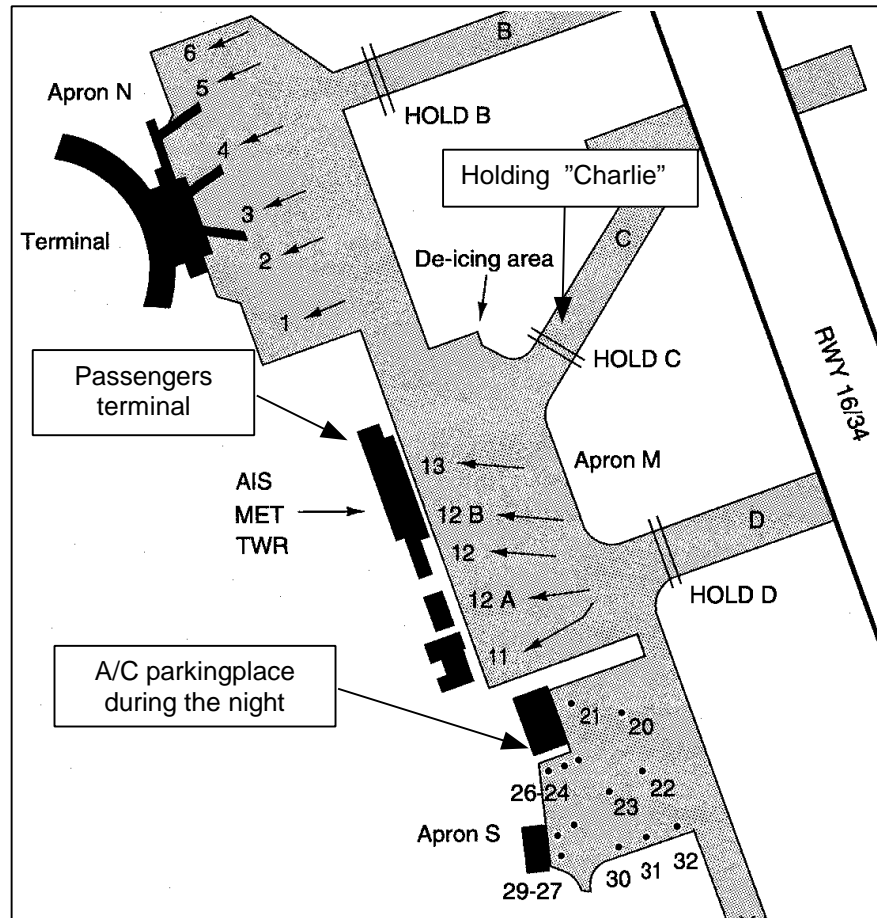 B
6
5
Apron N
HOLD B
4
Holding ”Charlie”
3
Terminal
C
2
De-icing area
1
HOLD C
Passengers
terminal
RWY 16/34
13
Apron M
AIS
MET
TWR
12 B
12
D
12 A
HOLD D
11
A/C parkingplace
during the night
21
20
26-24
22
23
Apron S
32
31
30
29-27